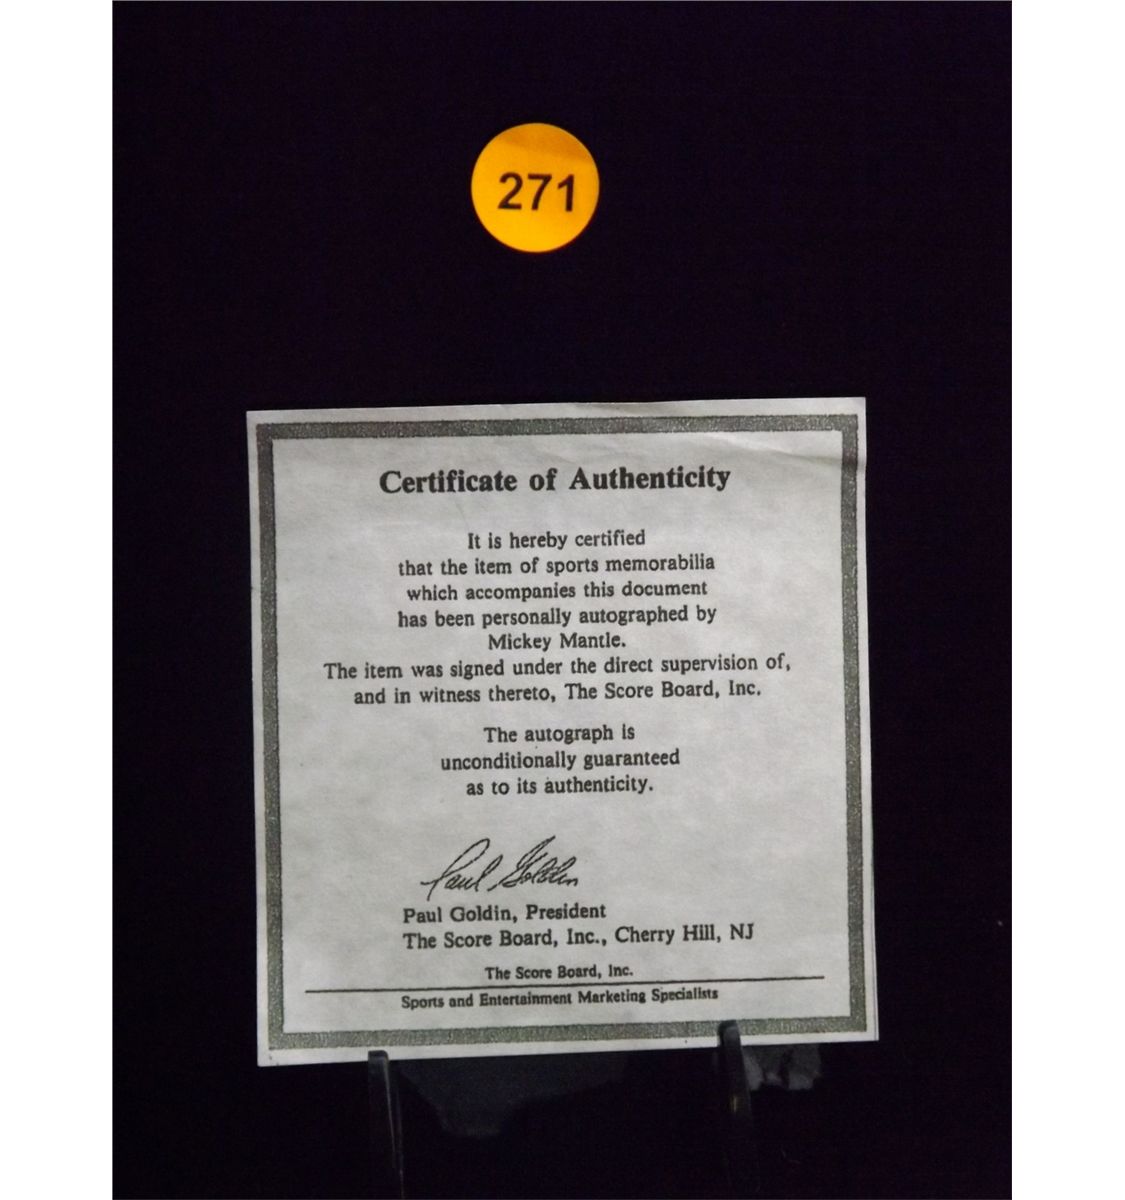 271
Certificate of Authenticity
It is hereby certified
that the item of sports memorabilia
which accompanies this document
has been personally autographed by
Mickey Mantle.
The item was signed under the direct supervision of,
and in witness thereto, The Score Board, Inc.
The autograph is
unconditionally guaranteed
as to its authenticity.
Paul Goldin
Paul Goldin, President
The Score Board, Inc., Cherry Hill, NJ
The Score Board, Inc.
Sports and Entertainment Marketing Specialists